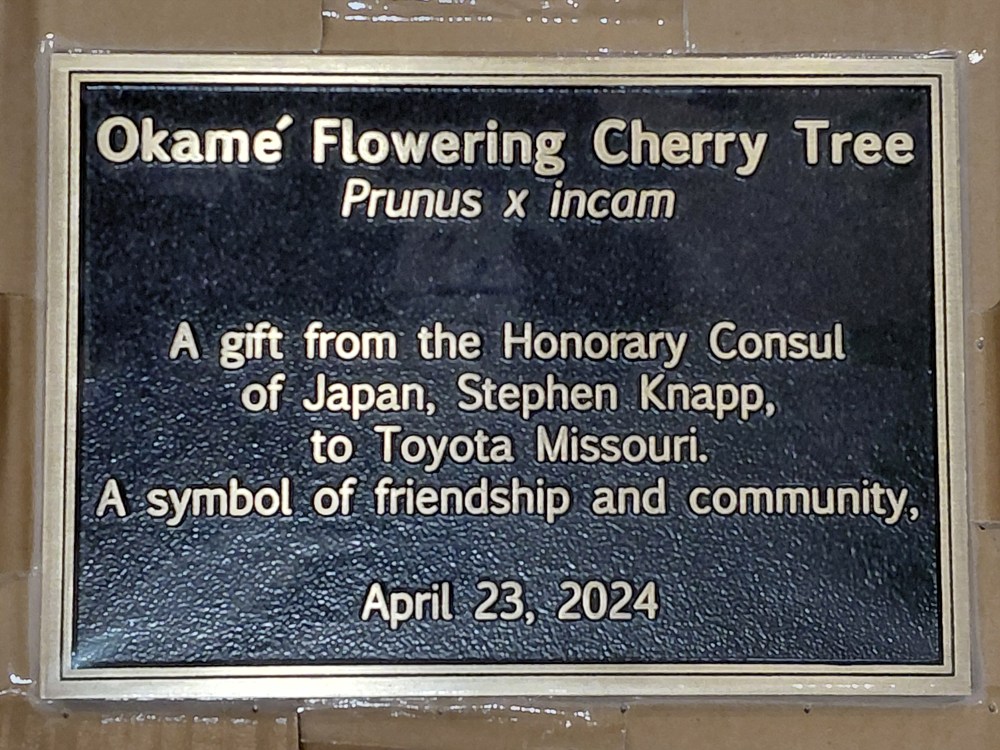 Okamé Flowering Cherry Tree
Prunus x incam
A gift from the Honorary Consul
of Japan, Stephen Knapp,
to Toyota Missouri.
A symbol of friendship and community,
April 23, 2024